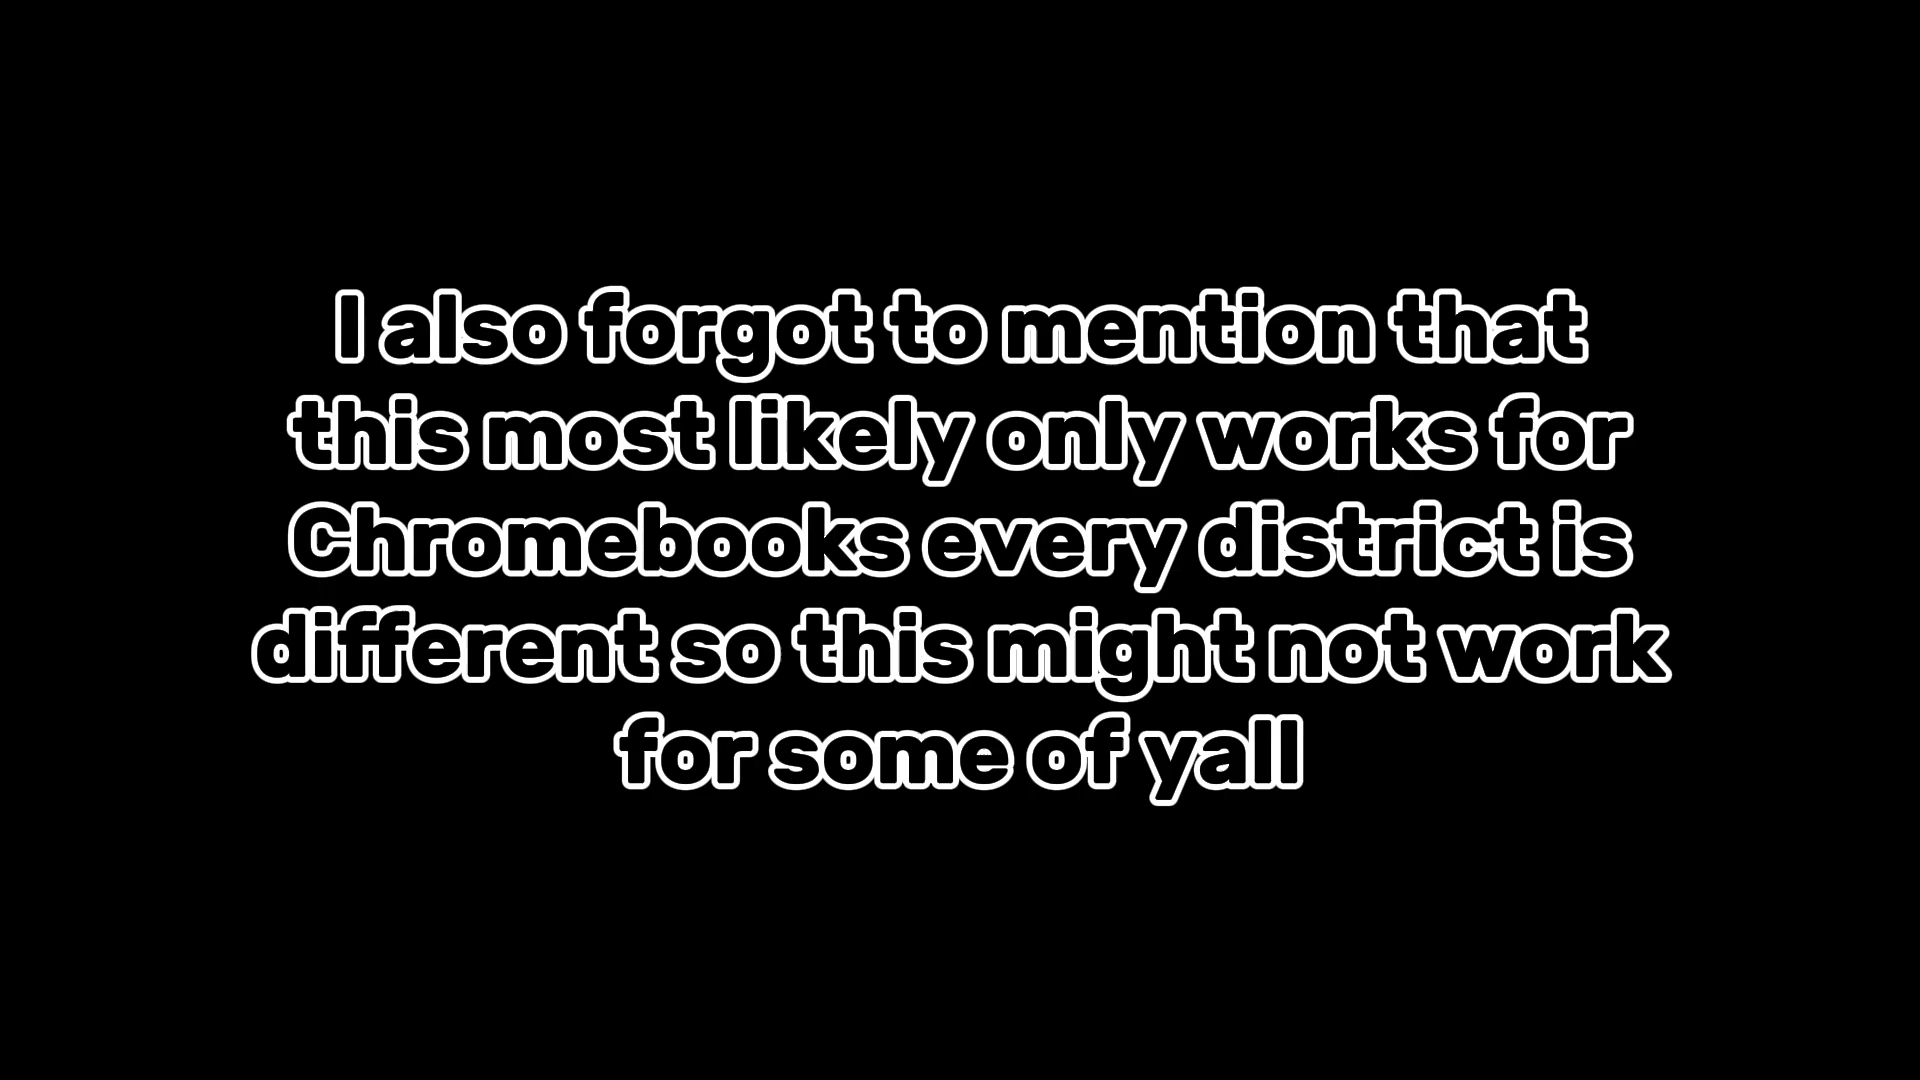 I also forgot to mention that
this most likely only works for
Chromebooks every district is
different so this might not work
for some of yall